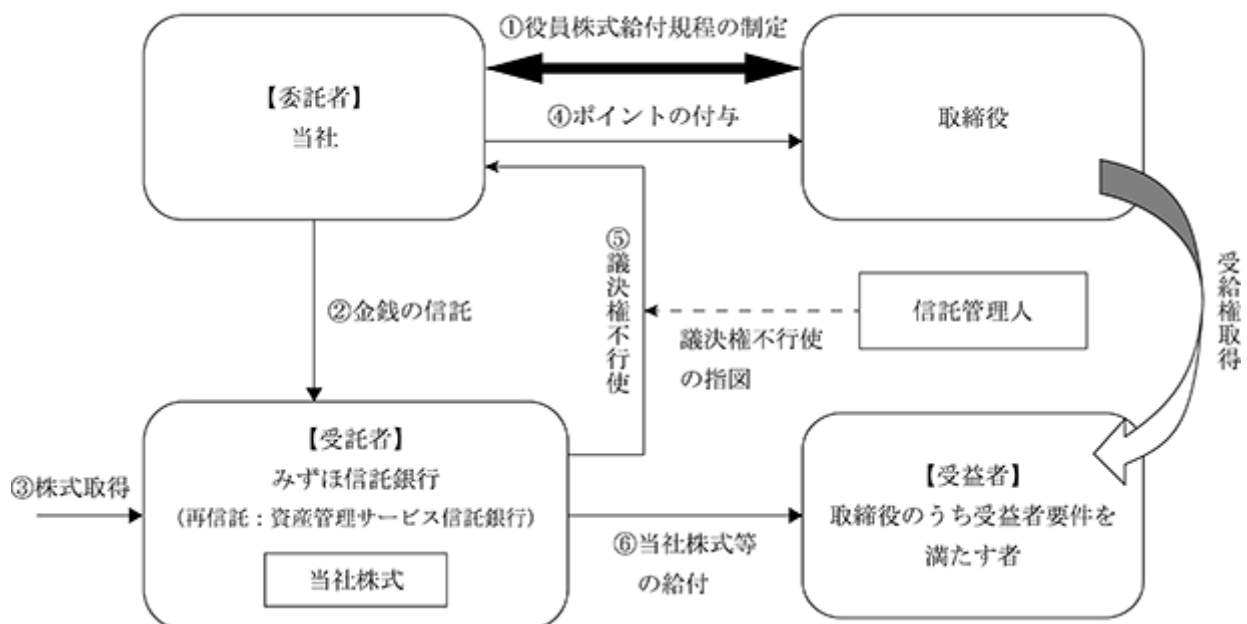 ①役員株式給付規程の制定
【委託者】
当社
④ポイントの付与
取締役
②金銭の信託
⑤議決権不行使
議決権不行使
の指図
信託管理人
受給権取得
③株式取得
【受託者】
みずほ信託銀行
(再信託:資産管理サービス信託銀行)
当社株式
⑥当社株式等
の給付
【受益者】
取締役のうち受益者要件を
満たす者